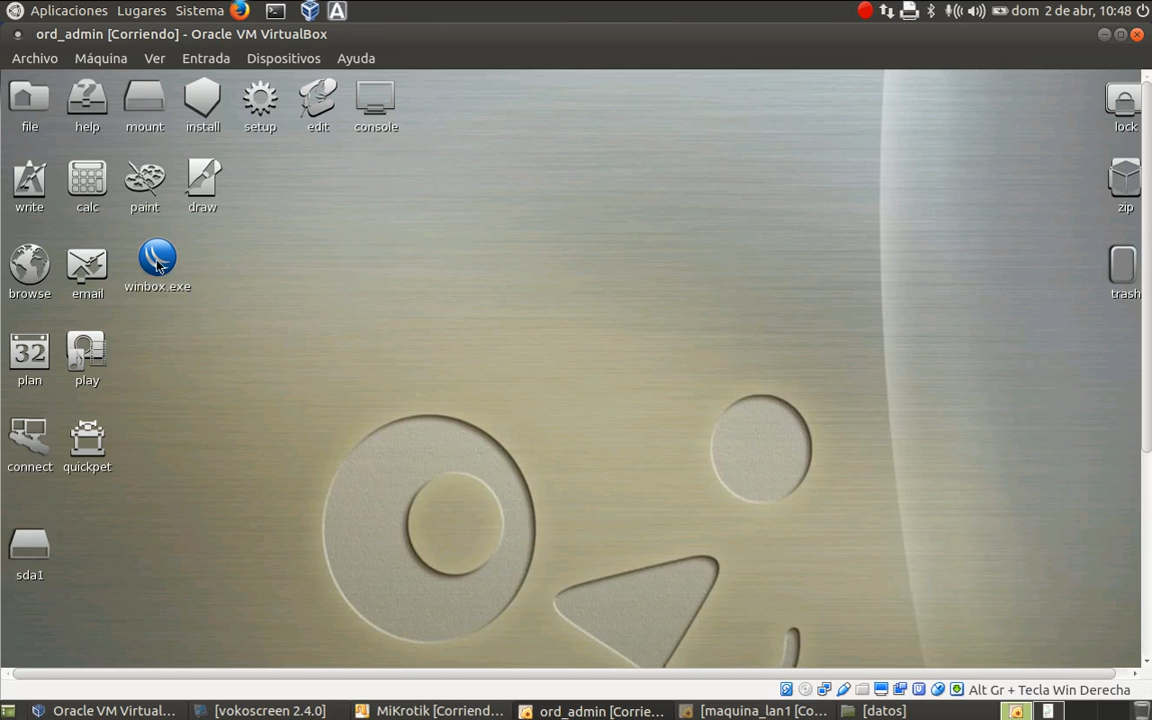 Aplicaciones Lugares Sistema A dom 2 de abr, 10:48
ord_admin [Corriendo] - Oracle VM VirtualBox
Archivo Máquina Ver Entrada Dispositivos Ayuda
file help mount install setup edit console lock
write calc paint draw zip
browse email winbox.exe trash
32
plan play
connect quickpet
sda1
Alt Gr + Tecla Win Derecha
Oracle VM Virtual... [vokoscreen 2.4.0] MiKrotik [Corriend... ord_admin [Corrie... [maquina_lan1 [Co... [datos]